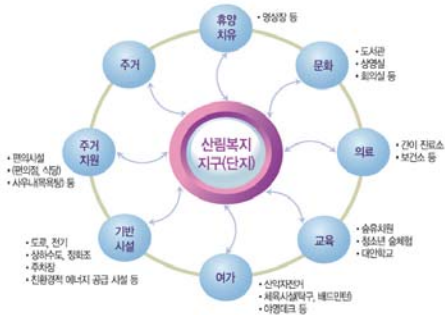 휴양
치유
• 명상장 등
문화
• 도서관
• 상영실
• 회의실 등
의료
• 간이 진료소
• 보건소 등
교육
• 숲유치원
• 청소년 숲체험
• 대안학교
여가
• 산악자전거
• 체육시설(탁구, 배드민턴)
• 야영데크 등
기반
시설
• 도로, 전기
• 상하수도, 정화조
• 주차장
• 친환경적 에너지 공급 시설 등
주거
지원
• 편의시설
• (편의점, 식당)
• 사우나(목욕탕) 등
주거
산림복지
지구(단지)